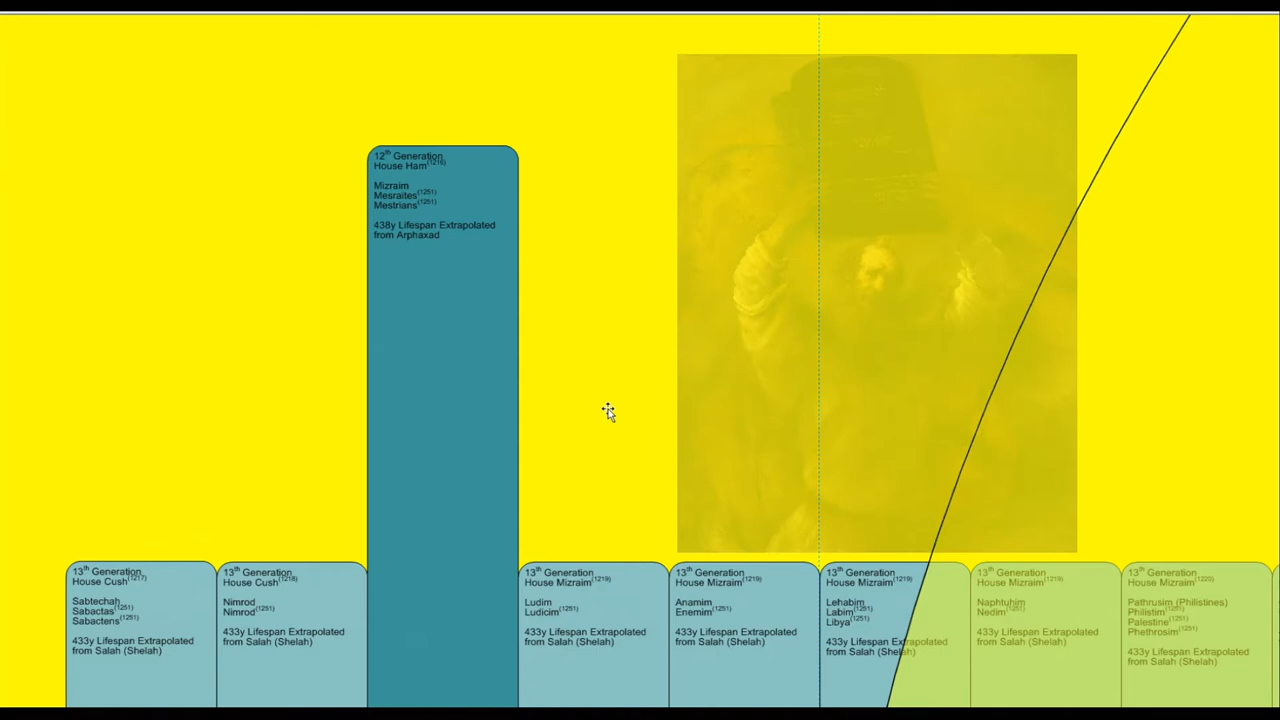 12th Generation
House Ham(1216)
Mizraim
Mesraites(1251)
Mestrians(1251)
438y Lifespan Extrapolated
from Arphaxad
13th Generation
House Cush(1217)
Sabtechah
Sabactas(1251)
Sabactens(1251)
433y Lifespan Extrapolated
from Salah (Shelah)
13th Generation
House Cush(1218)
Nimrod
Nimrod(1251)
433y Lifespan Extrapolated
from Salah (Shelah)
13th Generation
House Mizraim(1219)
Ludim
Ludicim(1251)
433y Lifespan Extrapolated
from Salah (Shelah)
13th Generation
House Mizraim(1219)
Anamim
Enemim(1251)
433y Lifespan Extrapolated
from Salah (Shelah)
13th Generation
House Mizraim(1219)
Lehabim
Labim(1251)
Libya(1251)
433y Lifespan Extrapolated
from Salah (Shelah)
13th Generation
House Mizraim(1219)
Naphtuhim
Nedim(1251)
433y Lifespan Extrapolated
from Salah (Shelah)
13th Generation
House Mizraim(1220)
Pathrusim (Philistines)
Philistim(1251)
Palestine(1251)
Phethrosim(1251)
433y Lifespan Extrapolated
from Salah (Shelah)